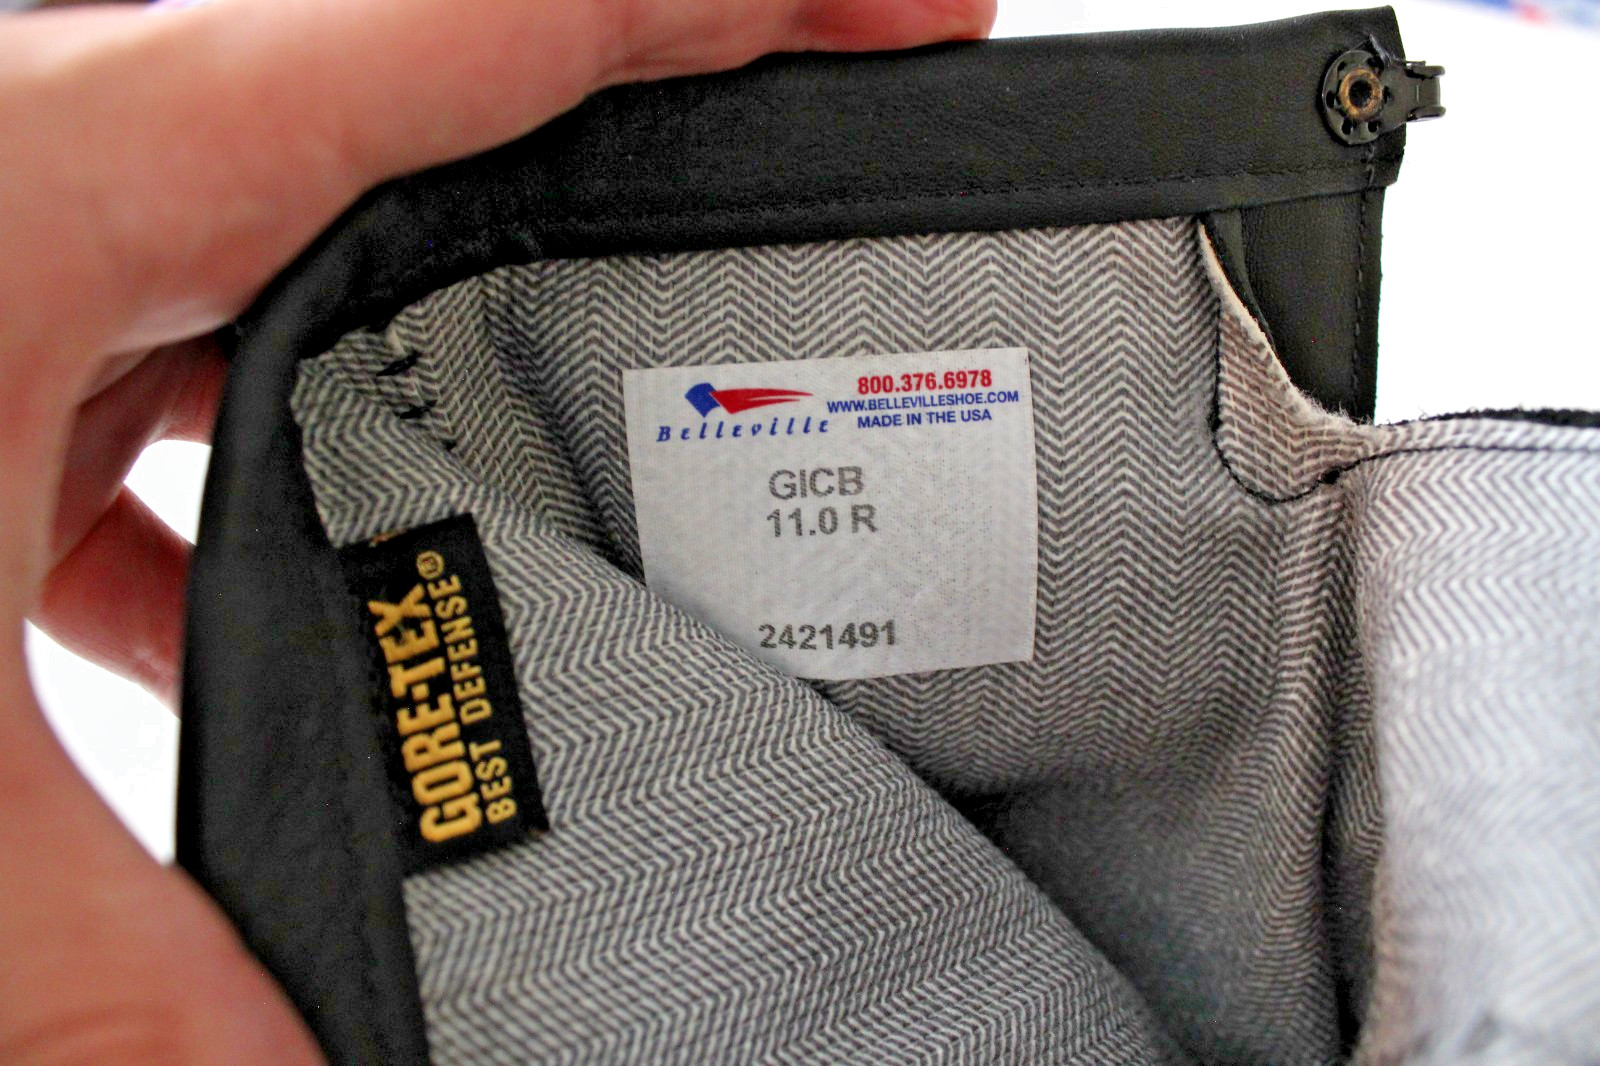 800.376.6978
WWW.BELLEVILLESHOE.COM
MADE IN THE USA
Belleville
GICB
11.0 R
2421491
GORE-TEX®
BEST DEFENSE